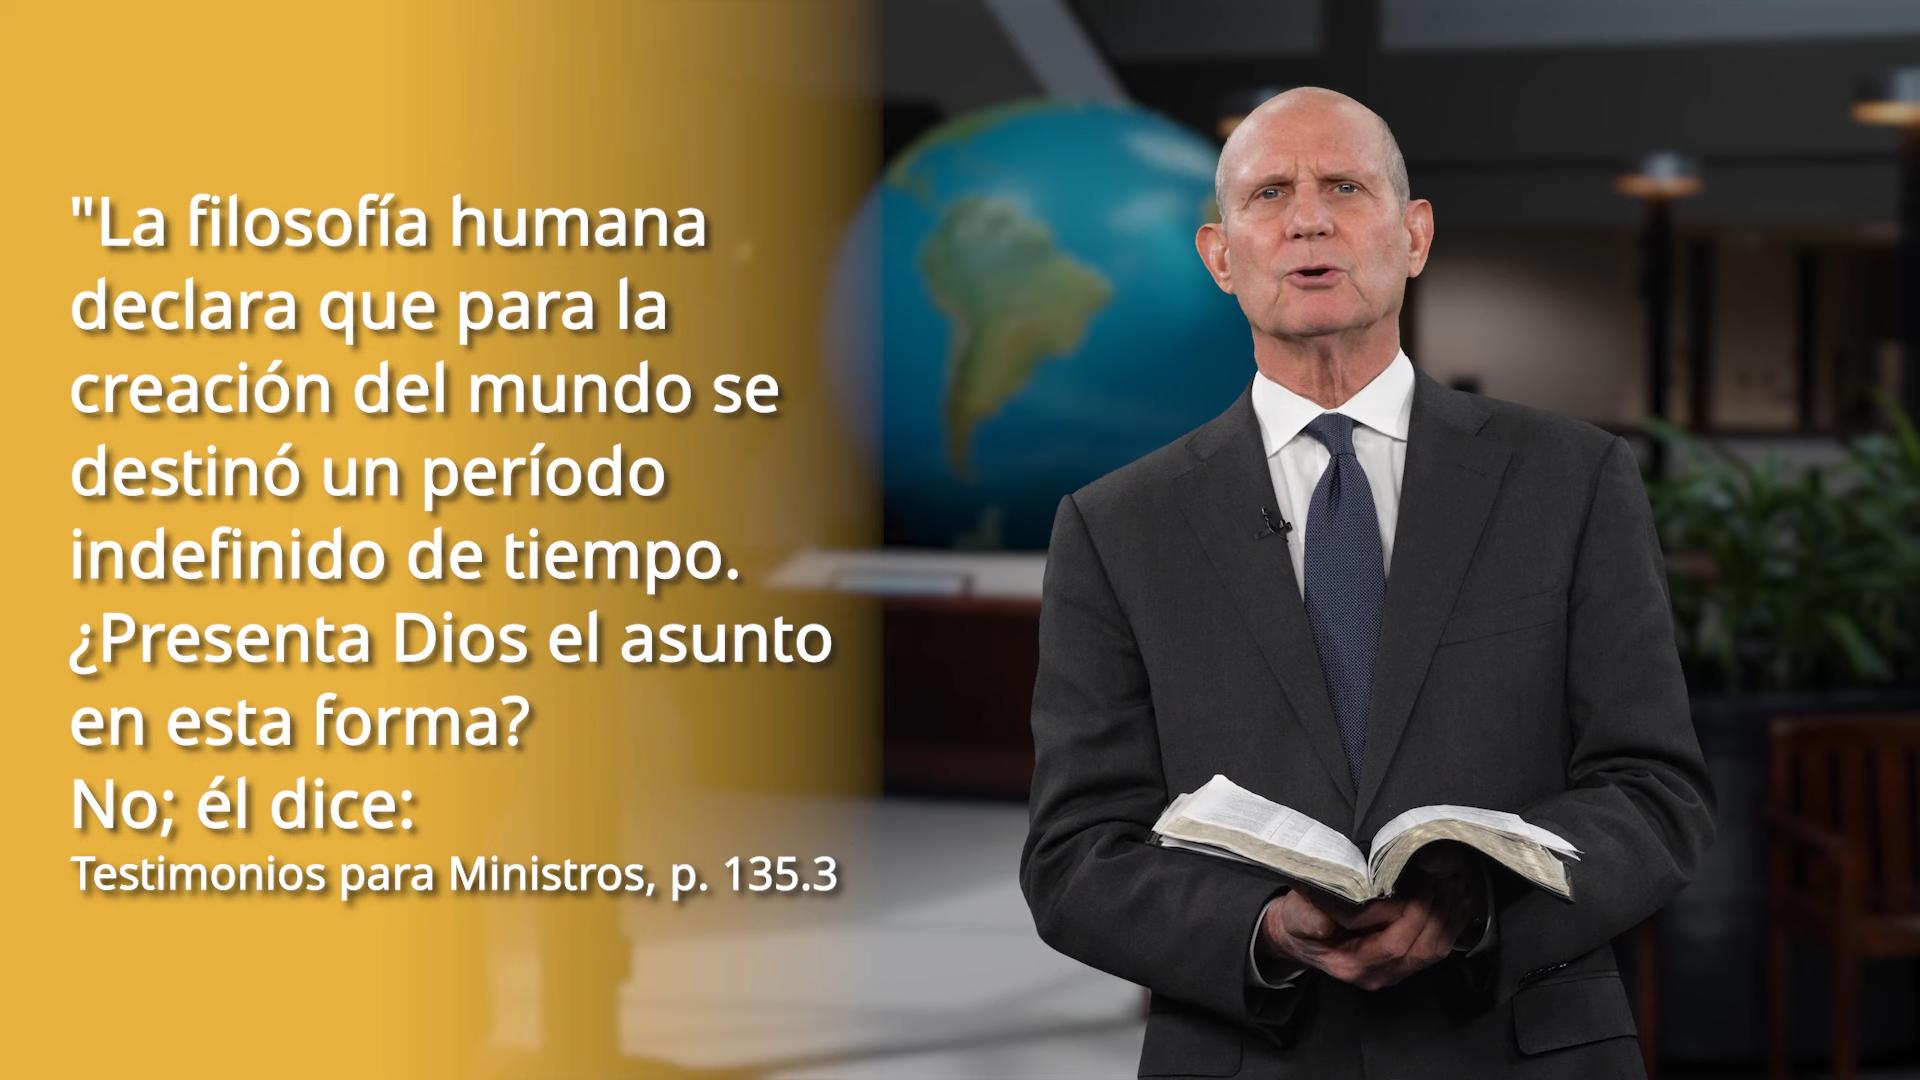 "La filosofía humana
declara que para la
creación del mundo se
destinó un período
indefinido de tiempo.
¿Presenta Dios el asunto
en esta forma?
No; él dice:
Testimonios para Ministros, p. 135.3